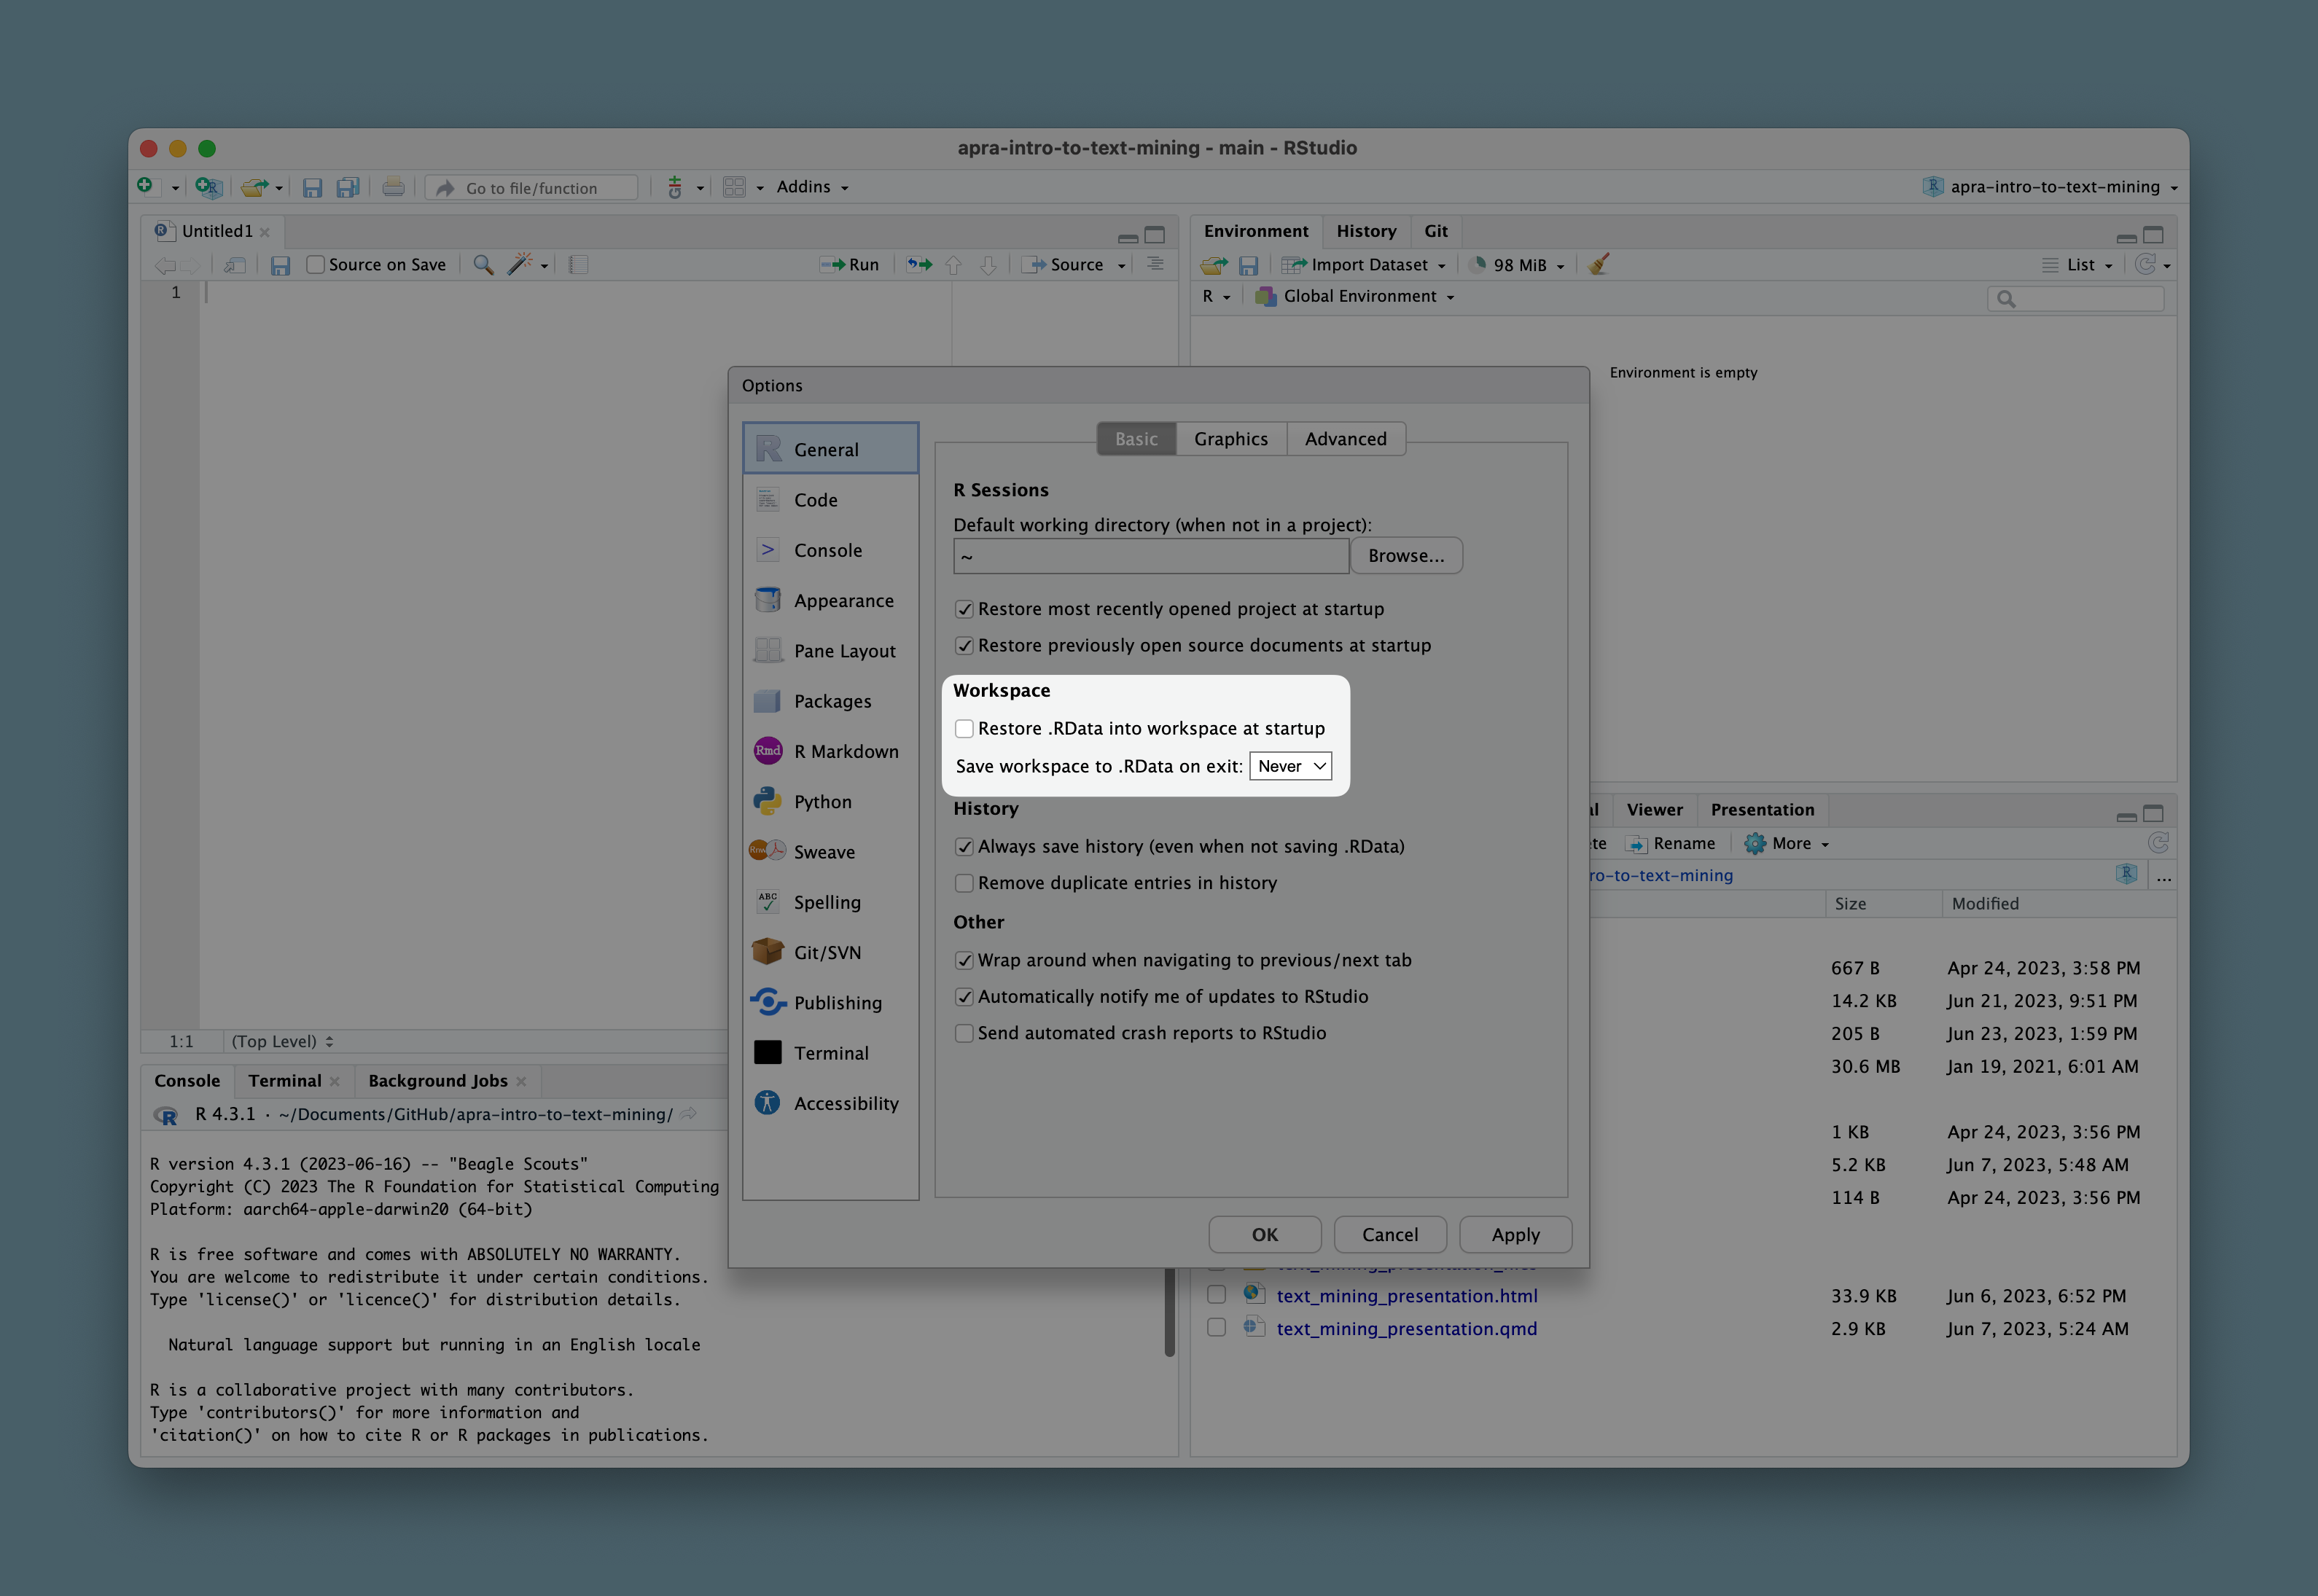 apra-intro-to-text-mining - main - RStudio
Go to file/function
Addins
apra-intro-to-text-mining
Untitled1
Source on Save
Run
Source
1
1:1
(Top Level)
Environment
History
Git
Import Dataset
98 MiB
List
R
Global Environment
Environment is empty
Options
General
Code
Console
Appearance
Pane Layout
Packages
R Markdown
Python
Sweave
Spelling
Git/SVN
Publishing
Terminal
Accessibility
Basic
Graphics
Advanced
R Sessions
Default working directory (when not in a project):
~
Browse...
Restore most recently opened project at startup
Restore previously open source documents at startup
Workspace
Restore .RData into workspace at startup
Save workspace to .RData on exit: Never
History
Always save history (even when not saving .RData)
Remove duplicate entries in history
Other
Wrap around when navigating to previous/next tab
Automatically notify me of updates to RStudio
Send automated crash reports to RStudio
OK
Cancel
Apply
Console
Terminal
Background Jobs
R 4.3.1 · ~/Documents/GitHub/apra-intro-to-text-mining/
R version 4.3.1 (2023-06-16) -- "Beagle Scouts"
Copyright (C) 2023 The R Foundation for Statistical Computing
Platform: aarch64-apple-darwin20 (64-bit)
R is free software and comes with ABSOLUTELY NO WARRANTY.
You are welcome to redistribute it under certain conditions.
Type 'license()' or 'licence()' for distribution details.
Natural language support but running in an English locale
R is a collaborative project with many contributors.
Type 'contributors()' for more information and
'citation()' on how to cite R or R packages in publications.
Viewer
Presentation
Rename
More
ro-to-text-mining
...
Size
Modified
667 B Apr 24, 2023, 3:58 PM
14.2 KB Jun 21, 2023, 9:51 PM
205 B Jun 23, 2023, 1:59 PM
30.6 MB Jan 19, 2021, 6:01 AM
1 KB Apr 24, 2023, 3:56 PM
5.2 KB Jun 7, 2023, 5:48 AM
114 B Apr 24, 2023, 3:56 PM
text_mining_presentation.html 33.9 KB Jun 6, 2023, 6:52 PM
text_mining_presentation.qmd 2.9 KB Jun 7, 2023, 5:24 AM